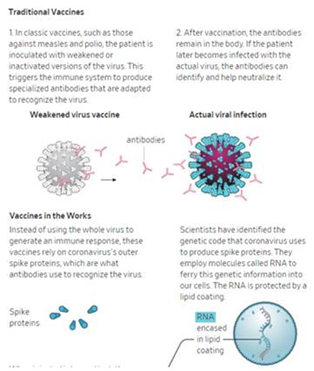 Traditional Vaccines
1. In classic vaccines, such as those
against measles and polio, the patient is
inoculated with weakened or
inactivated versions of the virus. This
triggers the immune system to produce
specialized antibodies that are adapted
to recognize the virus.
2. After vaccination, the antibodies
remain in the body. If the patient
later becomes infected with the
actual virus, the antibodies can
identify and help neutralize it.
Weakened virus vaccine
Actual viral infection
antibodies
Vaccines in the Works
Instead of using the whole virus to
generate an immune response, these
vaccines rely on coronavirus's outer
spike proteins, which are what
antibodies use to recognize the virus.
Scientists have identified the
genetic code that coronavirus uses
to produce spike proteins. They
employ molecules called RNA to
ferry this genetic information into
our cells. The RNA is protected by a
lipid coating.
Spike
proteins
RNA
encased
in lipid
coating